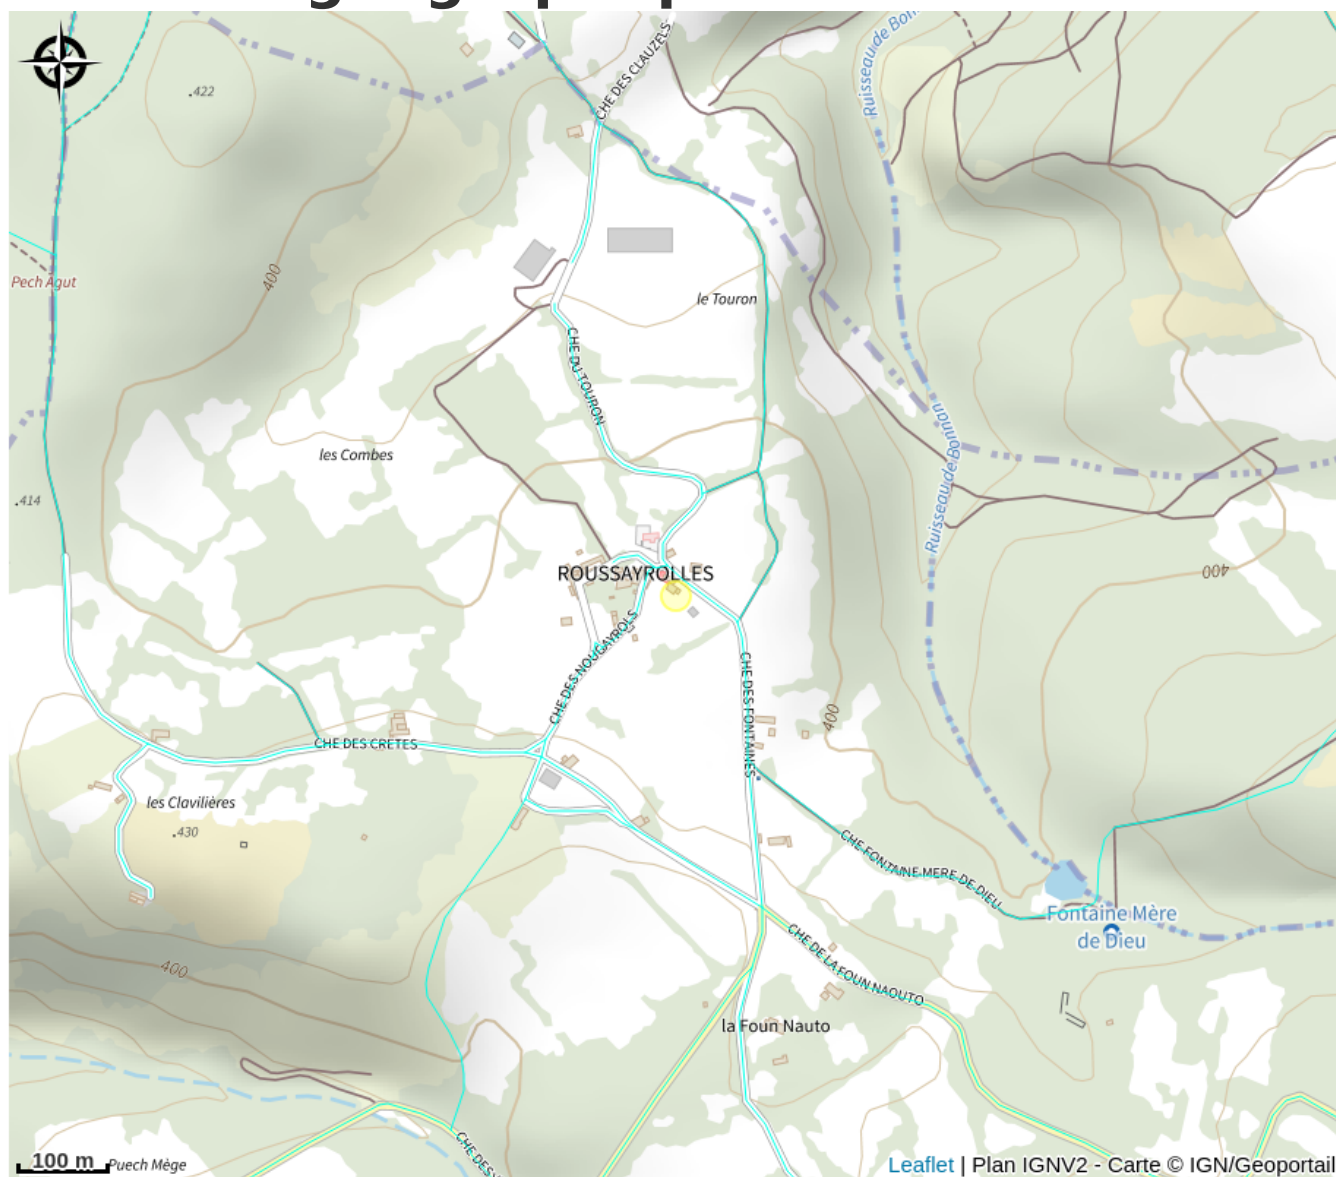 CHE DES CLAUZELS
Ruisseau de Bonnan
.422
Pech Agut
400
le Touron
CHE DU TOURON
les Combes
.414
Ruisseau de Bonnan
ROUSSAYROLLES
400
CHE DES NOUGAYROLS
CHE DES FONTAINES
400
CHE DES CRETES
les Clavilières
.430
CHE FONTAINE MERE DE DIEU
Fontaine Mère
de Dieu
CHE DE LA FOUN NAOUTO
400
la Foun Nauto
CHE DES
100 m
Puech Mège
Leaflet | Plan IGNV2 - Carte © IGN/Geoportail